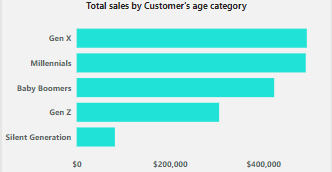 Total sales by Customer's age category
Gen X
Millennials
Baby Boomers
Gen Z
Silent Generation
$0 $200,000 $400,000